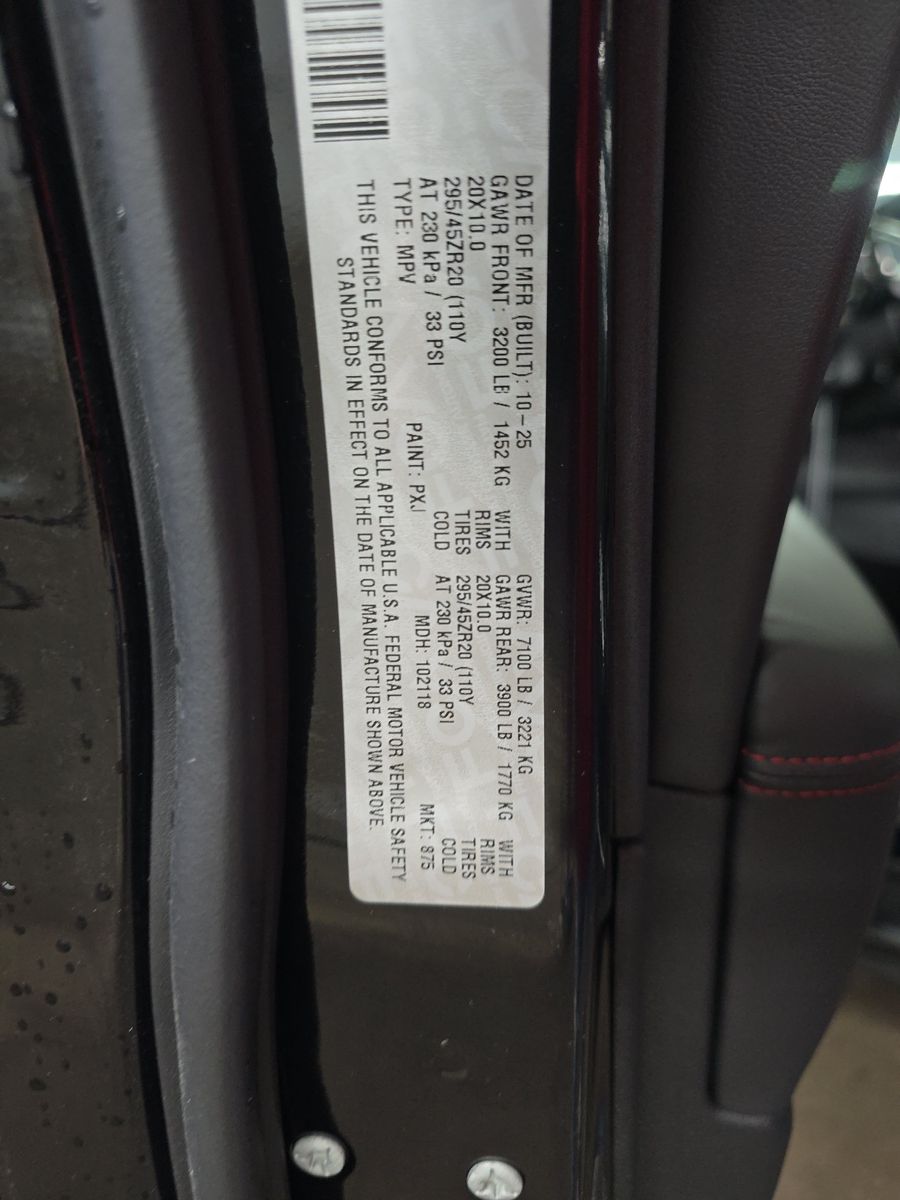 DATE OF MFR (BUILT): 10-25 GVWR: 7100 LB / 3221 KG
GAWR FRONT: 3200 LB / 1452 KG WITH GAWR REAR: 3900 LB / 1770 KG WITH
20X10.0 RIMS 20X10.0 RIMS
295/45ZR20 (110Y TIRES 295/45ZR20 (110Y TIRES
AT 230 kPa / 33 PSI COLD AT 230 kPa / 33 PSI COLD
TYPE: MPV PAINT: PXJ MDH: 102118 MKT: 875
THIS VEHICLE CONFORMS TO ALL APPLICABLE U.S.A. FEDERAL MOTOR VEHICLE SAFETY
STANDARDS IN EFFECT ON THE DATE OF MANUFACTURE SHOWN ABOVE.